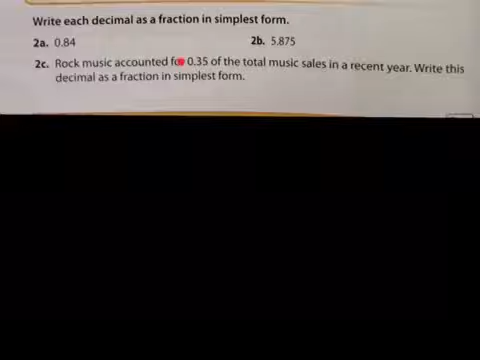 Write each decimal as a fraction in simplest form.
2a. 0.84 2b. 5.875
2c. Rock music accounted for 0.35 of the total music sales in a recent year. Write this
decimal as a fraction in simplest form.